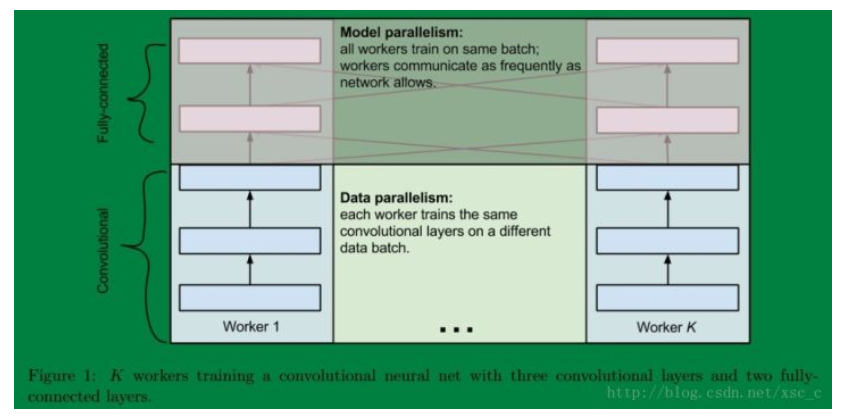 Fully-connected
Model parallelism:
all workers train on same batch;
workers communicate as frequently as
network allows.
Convolutional
Data parallelism:
each worker trains the same
convolutional layers on a different
data batch.
Worker 1
...
Worker K
Figure 1: K workers training a convolutional neural net with three convolutional layers and two fully-
connected layers.
http://blog.csdn.net/xsc_c